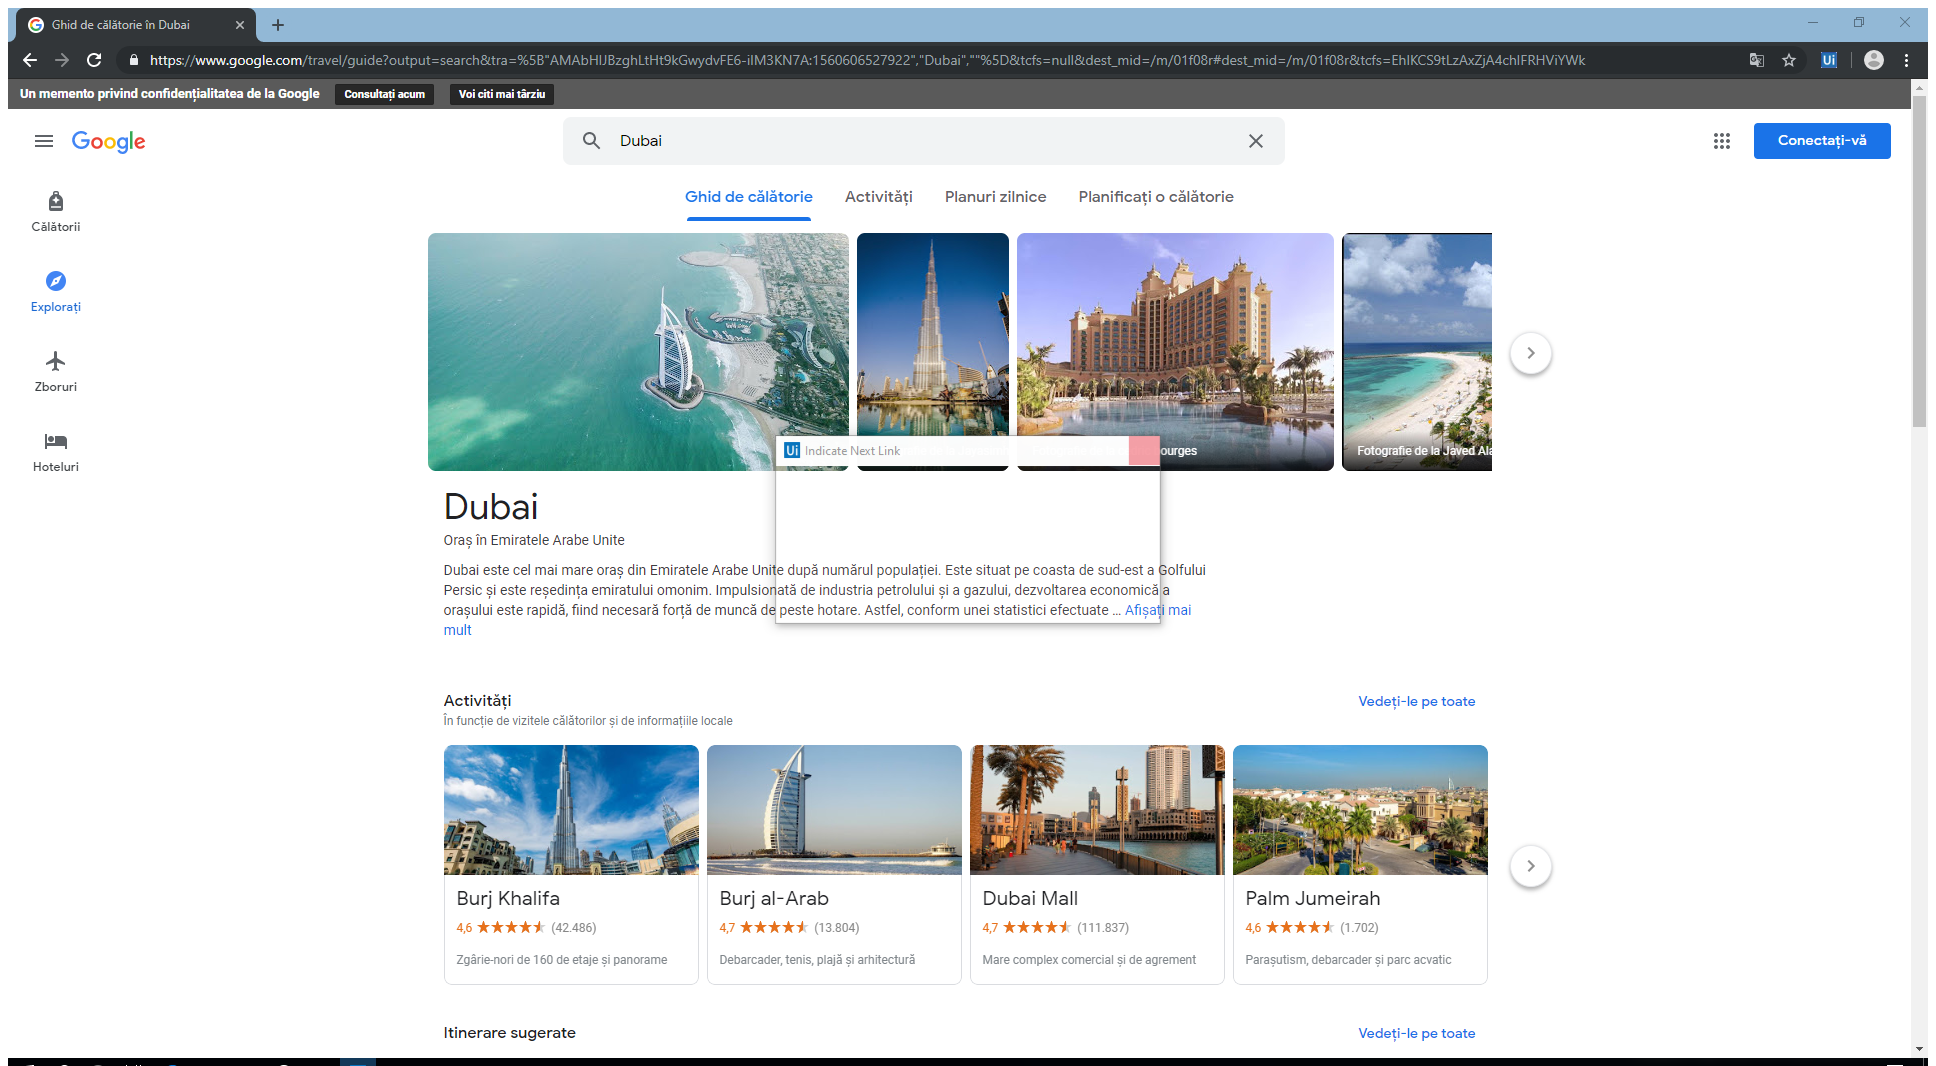 Ghid de călătorie în Dubai
https://www.google.com/travel/guide?output=search&tra=%5B"AMAbHIJBzghLtHt9kGwydvFE6-iIM3KN7A:1560606527922","Dubai",""%5D&tcfs=null&dest_mid=/m/01f08r#dest_mid=/m/01f08r&tcfs=EhIKCS9tLzAxZjA4chIFRHViYWk
Un memento privind confidențialitatea de la Google
Consultați acum
Voi citi mai târziu
Google
Dubai
Conectați-vă
Ghid de călătorie
Activități
Planuri zilnice
Planificați o călătorie
Călătorii
Explorați
Zboruri
Hoteluri
Ui Indicate Next Link
Fotografie de la Javed Ala
Dubai
Oraș în Emiratele Arabe Unite
Dubai este cel mai mare oraș din Emiratele Arabe Unite după numărul populației. Este situat pe coasta de sud-est a Golfului
Persic și este reședința emiratului omonim. Impulsionată de industria petrolului și a gazului, dezvoltarea economică a
orașului este rapidă, fiind necesară forță de muncă de peste hotare. Astfel, conform unei statistici efectuate ... Afișați mai
mult
Activități
Vedeți-le pe toate
În funcție de vizitele călătorilor și de informațiile locale
Burj Khalifa
4,6 (42.486)
Zgârie-nori de 160 de etaje și panorame
Burj al-Arab
4,7 (13.804)
Debarcader, tenis, plajă și arhitectură
Dubai Mall
4,7 (111.837)
Mare complex comercial și de agrement
Palm Jumeirah
4,6 (1.702)
Parașutism, debarcader și parc acvatic
Itinerare sugerate
Vedeți-le pe toate